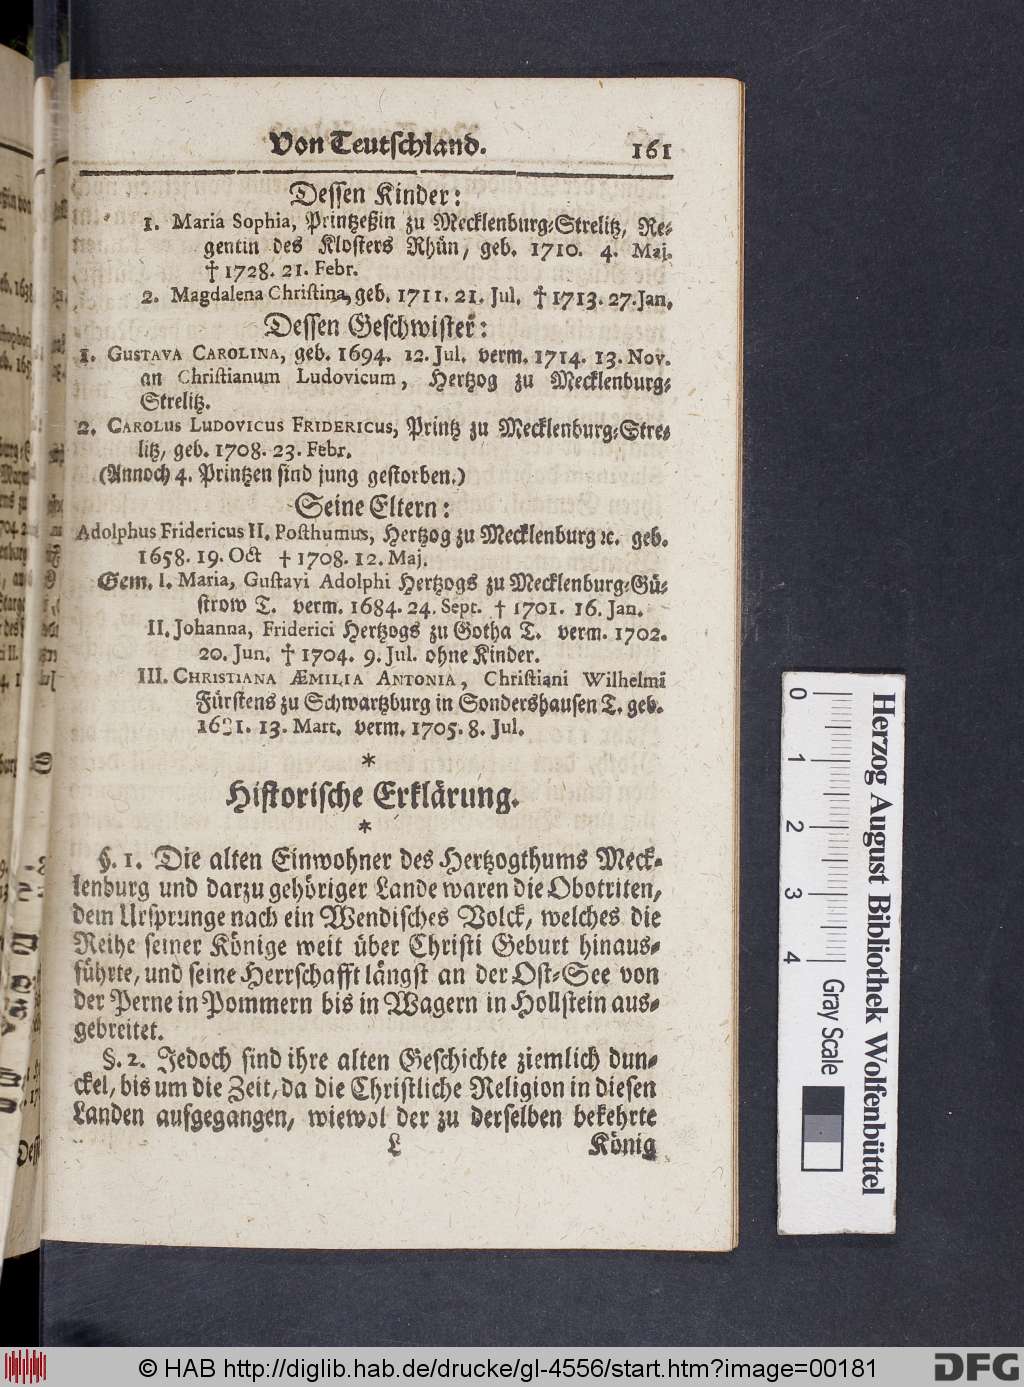 Von Teutschland. 161
Dessen Kinder:
1. Maria Sophia, Printzeßin zu Mecklenburg-Strelitz, Re-
gentin des Klosters Rhün, geb. 1710. 4. Maj.
† 1728. 21. Febr.
2. Magdalena Christina, geb. 1711. 21. Jul. † 1713. 27. Jan.
Dessen Geschwister:
1. GUSTAVA CAROLINA, geb. 1694. 12. Jul. verm. 1714. 13. Nov.
an Christianum Ludovicum, Hertzog zu Mecklenburg-
Strelitz.
2. CAROLUS LUDOVICUS FRIDERICUS, Printz zu Mecklenburg-Stre-
litz, geb. 1708. 23. Febr.
(Annoch 4. Printzen sind jung gestorben.)
Seine Eltern:
Adolphus Fridericus II. Posthumus, Hertzog zu Mecklenburg ꝛc. geb.
1658. 19. Oct † 1708. 12. Maj.
Gem. I. Maria, Gustavi Adolphi Hertzogs zu Mecklenburg-Gü-
strow T. verm. 1684. 24. Sept. † 1701. 16. Jan.
II. Johanna, Friderici Hertzogs zu Gotha T. verm. 1702.
20. Jun. † 1704. 9. Jul. ohne Kinder.
III. CHRISTIANA ÆMILIA ANTONIA, Christiani Wilhelmi
Fürstens zu Schwartzburg in Sondershausen T. geb.
13. Mart. verm. 1705. 8. Jul.
*
Historische Erklärung.
*
§. 1. Die alten Einwohner des Hertzogthums Meck-
lenburg und darzu gehöriger Lande waren die Obotriten,
dem Ursprunge nach ein Wendisches Volck, welches die
Reihe seiner Könige weit über Christi Geburt hinaus-
führte, und seine Herrschafft längst an der Ost-See von
der Perne in Pommern bis in Wagern in Hollstein aus-
gebreitet.
§. 2. Jedoch sind ihre alten Geschichte ziemlich dun-
ckel, bis um die Zeit, da die Christliche Religion in diesen
Landen aufgegangen, wiewol der zu derselben bekehrte
L König
0 1 2 3 4 Gray Scale
Herzog August Bibliothek Wolfenbüttel
© HAB http://diglib.hab.de/drucke/gl-4556/start.htm?image=00181
DFG